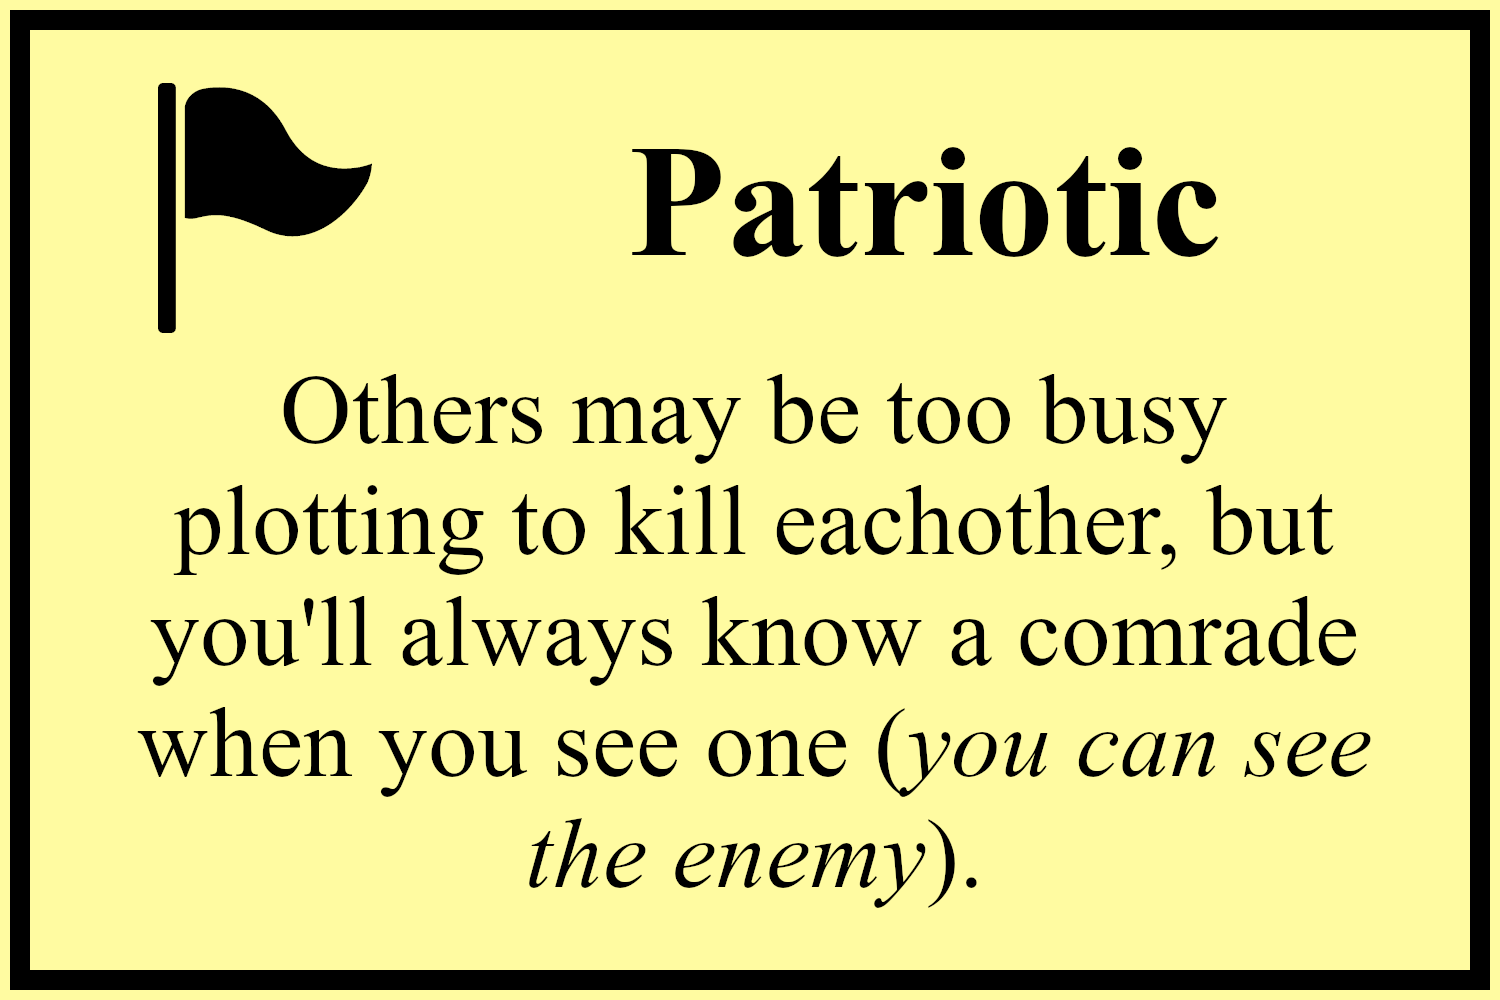 Patriotic
Others may be too busy
plotting to kill eachother, but
you'll always know a comrade
when you see one (you can see
the enemy).